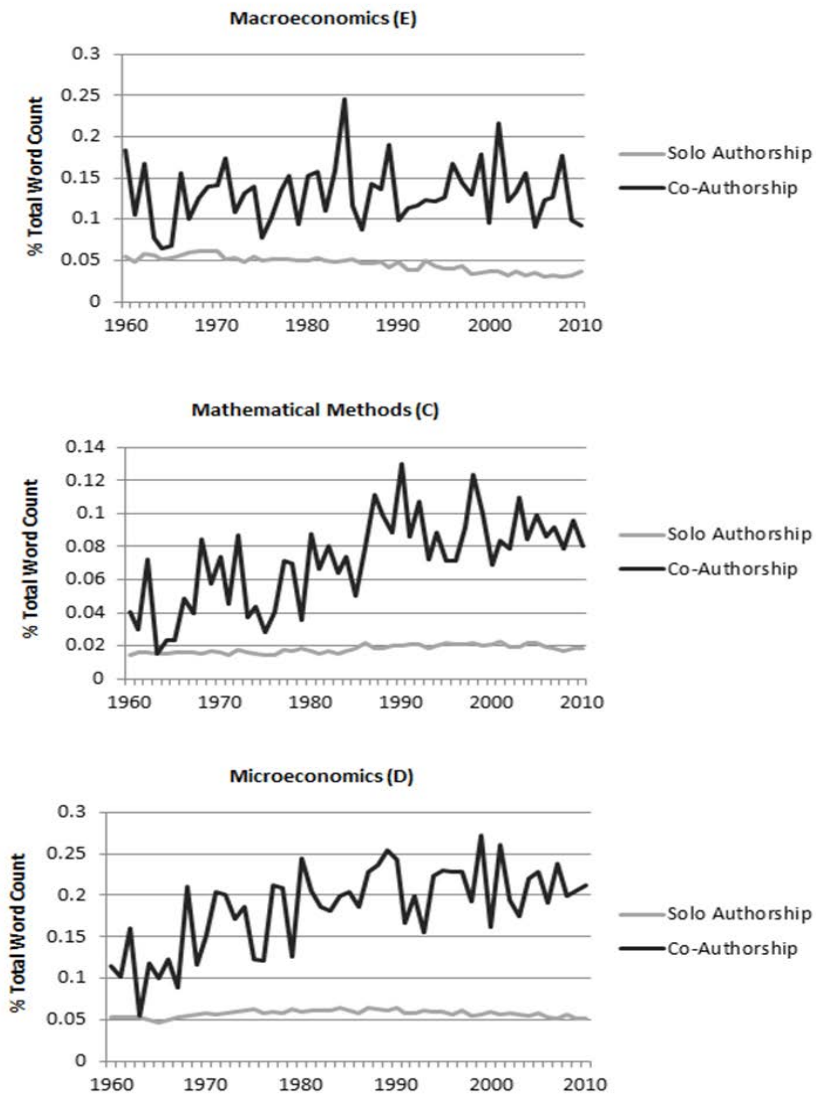 Macroeconomics (E)
% Total Word Count
0.3
0.25
0.2
0.15
0.1
0.05
0
1960 1970 1980 1990 2000 2010
Solo Authorship
Co-Authorship
Mathematical Methods (C)
% Total Word Count
0.14
0.12
0.1
0.08
0.06
0.04
0.02
0
1960 1970 1980 1990 2000 2010
Solo Authorship
Co-Authorship
Microeconomics (D)
% Total Word Count
0.3
0.25
0.2
0.15
0.1
0.05
0
1960 1970 1980 1990 2000 2010
Solo Authorship
Co-Authorship